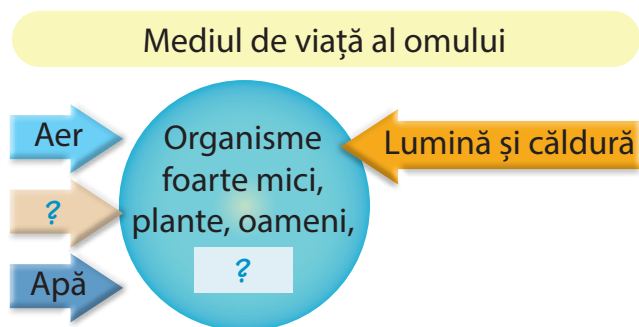 Mediul de viață al omului
Aer
?
Apă
Organisme
foarte mici,
plante, oameni,
?
Lumină și căldură